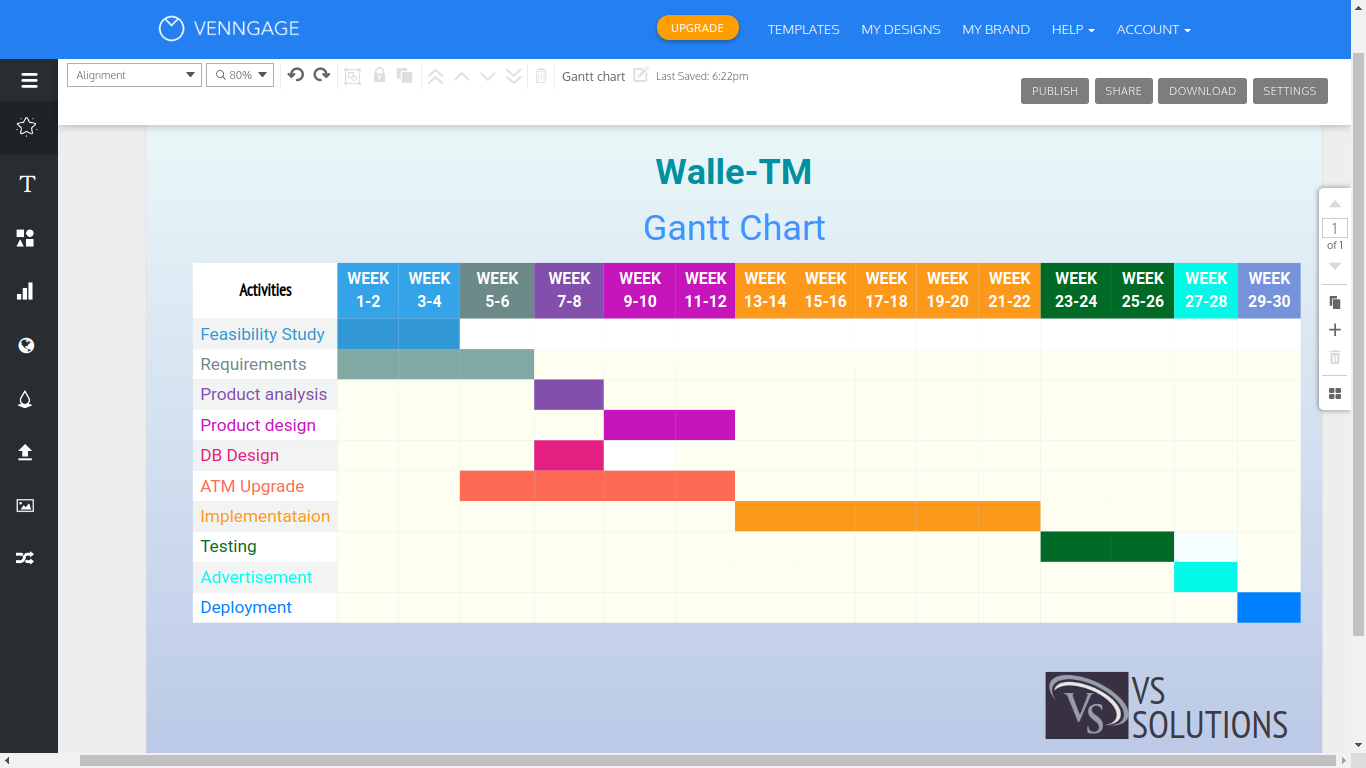 VENNGAGE
UPGRADE
TEMPLATES
MY DESIGNS
MY BRAND
HELP
ACCOUNT
Alignment
80%
Gantt chart
Last Saved: 6:22pm
PUBLISH
SHARE
DOWNLOAD
SETTINGS
T
Walle-TM
Gantt Chart
1
of 1
Activities
WEEK 1-2
WEEK 3-4
WEEK 5-6
WEEK 7-8
WEEK 9-10
WEEK 11-12
WEEK 13-14
WEEK 15-16
WEEK 17-18
WEEK 19-20
WEEK 21-22
WEEK 23-24
WEEK 25-26
WEEK 27-28
WEEK 29-30
Feasibility Study
Requirements
Product analysis
Product design
DB Design
ATM Upgrade
Implementataion
Testing
Advertisement
Deployment
VS
VS
SOLUTIONS